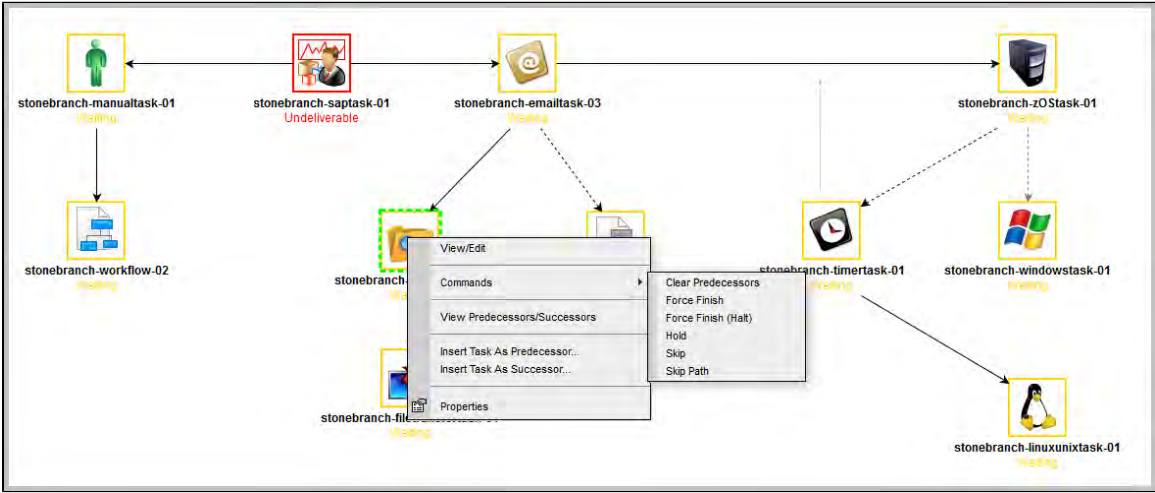 stonebranch-manualtask-01
Waiting
stonebranch-saptask-01
Undeliverable
stonebranch-emailtask-03
Waiting
stonebranch-zOStask-01
Waiting
stonebranch-workflow-02
Waiting
View/Edit
Commands
View Predecessors/Successors
Insert Task As Predecessor...
Insert Task As Successor...
Properties
Clear Predecessors
Force Finish
Force Finish (Halt)
Hold
Skip
Skip Path
stonebranch-timertask-01
Waiting
stonebranch-windowstask-01
Waiting
Waiting
stonebranch-linuxunixtask-01
Waiting